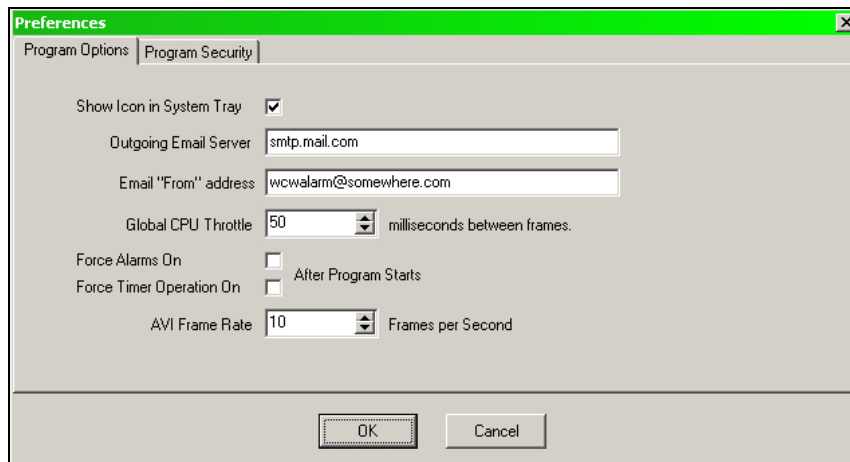 Preferences
Program Options Program Security
Show Icon in System Tray
Outgoing Email Server smtp.mail.com
Email "From" address wcwalarm@somewhere.com
Global CPU Throttle 50 milliseconds between frames.
Force Alarms On
After Program Starts
Force Timer Operation On
AVI Frame Rate 10 Frames per Second
OK Cancel